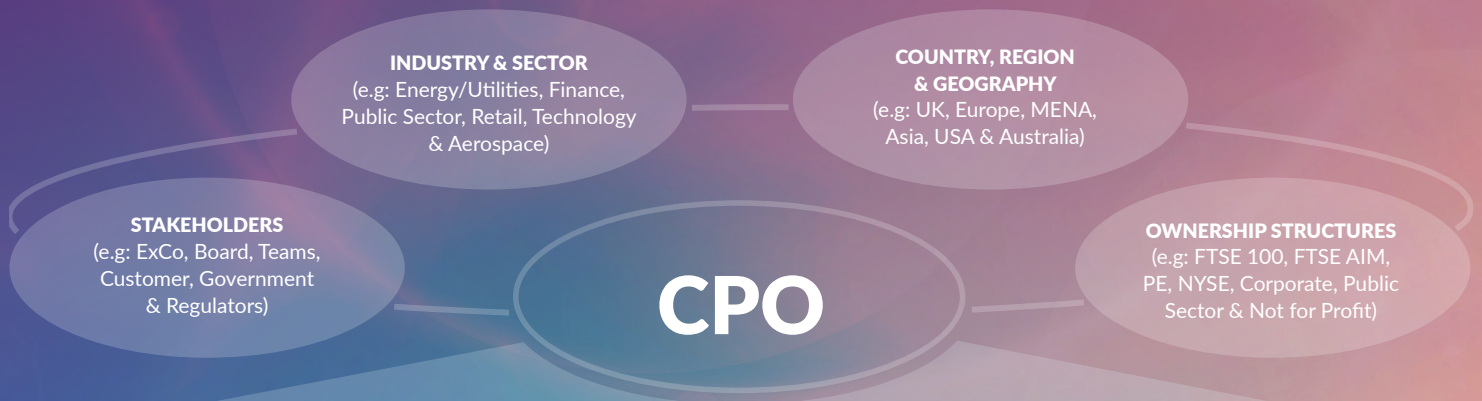 INDUSTRY & SECTOR
(e.g: Energy/Utilities, Finance,
Public Sector, Retail, Technology
& Aerospace)
COUNTRY, REGION
& GEOGRAPHY
(e.g: UK, Europe, MENA,
Asia, USA & Australia)
STAKEHOLDERS
(e.g: ExCo, Board, Teams,
Customer, Government
& Regulators)
CPO
OWNERSHIP STRUCTURES
(e.g: FTSE 100, FTSE AIM,
PE, NYSE, Corporate, Public
Sector & Not for Profit)